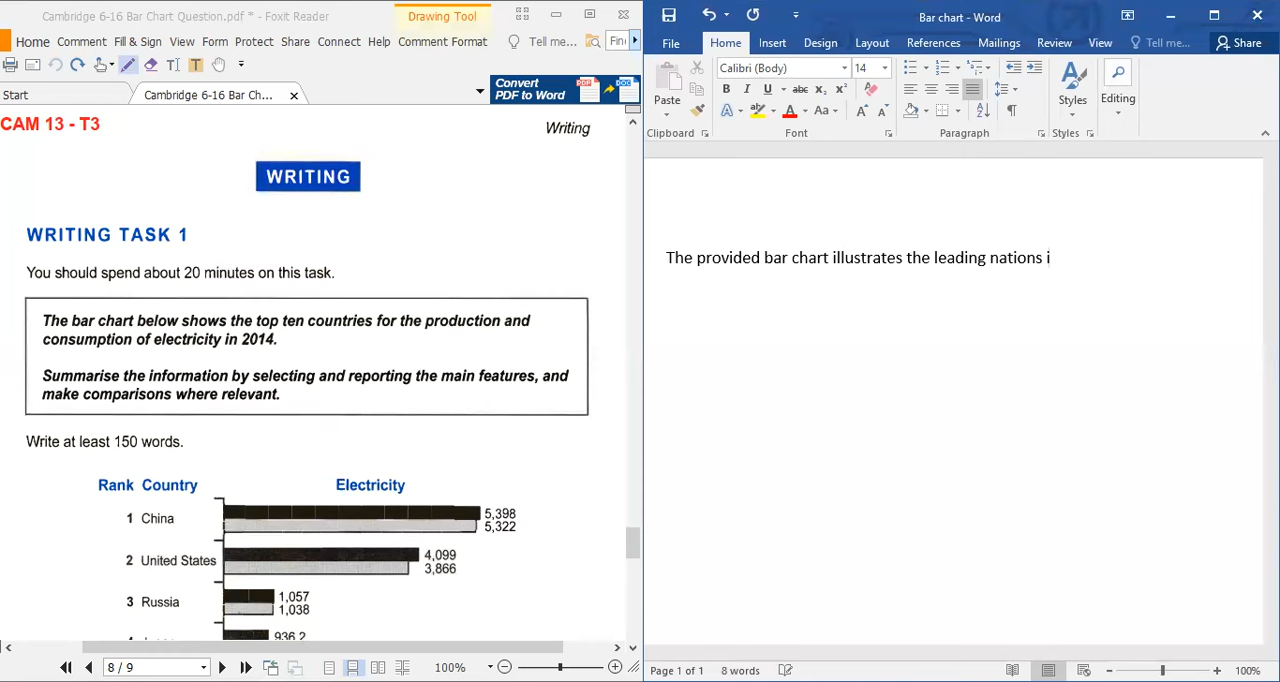 Cambridge 6-16 Bar Chart Question.pdf * - Foxit Reader
Drawing Tool
Home Comment Fill & Sign View Form Protect Share Connect Help Comment Format Tell me...
Start
Cambridge 6-16 Bar Ch...
Convert
PDF to Word
PDF
DOC
CAM 13 - T3
Writing
WRITING
WRITING TASK 1
You should spend about 20 minutes on this task.
The bar chart below shows the top ten countries for the production and
consumption of electricity in 2014.
Summarise the information by selecting and reporting the main features, and
make comparisons where relevant.
Write at least 150 words.
Rank Country Electricity
1 China 5,398
5,322
2 United States 4,099
3,866
3 Russia 1,057
1,038
936.2
8 / 9
100%
Bar chart - Word
File Home Insert Design Layout References Mailings Review View Tell me... Share
Paste
Calibri (Body) 14
B I U abc x₂ x²
A A Aa A A
Styles
Editing
Clipboard Font Paragraph Styles
The provided bar chart illustrates the leading nations i
Page 1 of 1 8 words
100%